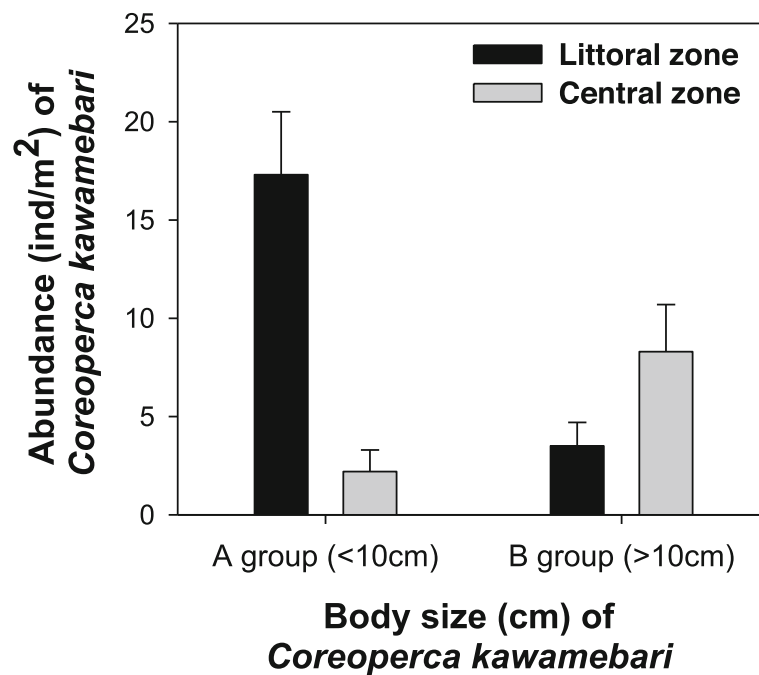 Abundance (ind/m²) of
Coreoperca kawamebari
25
20
15
10
5
0
Littoral zone
Central zone
A group (<10cm)
B group (>10cm)
Body size (cm) of
Coreoperca kawamebari